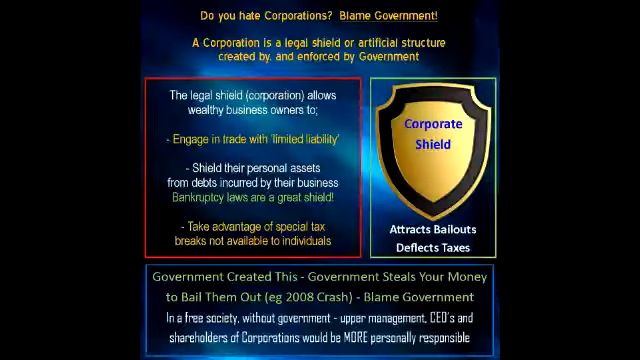 Do you hate Corporations? Blame Government!
A Corporation is a legal shield or artificial structure
created by, and enforced by Government
The legal shield (corporation) allows
wealthy business owners to;
- Engage in trade with 'limited liability'
- Shield their personal assets
from debts incurred by their business
Bankruptcy laws are a great shield!
- Take advantage of special tax
breaks not available to individuals
Corporate
Shield
Attracts Bailouts
Deflects Taxes
Government Created This - Government Steals Your Money
to Bail Them Out (eg 2008 Crash) - Blame Government
In a free society, without government - upper management, CEO's and
shareholders of Corporations would be MORE personally responsible